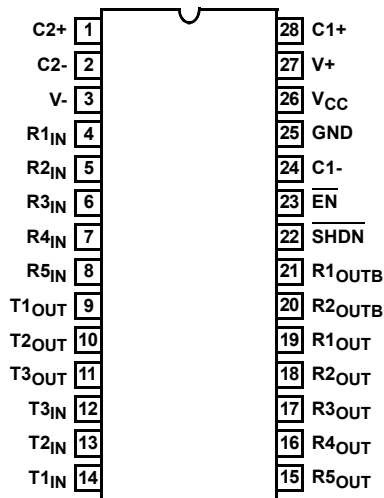 C2+ 1 28 C1+
C2- 2 27 V+
V- 3 26 VCC
R1IN 4 25 GND
R2IN 5 24 C1-
R3IN 6 23 EN
R4IN 7 22 SHDN
R5IN 8 21 R1OUTB
T1OUT 9 20 R2OUTB
T2OUT 10 19 R1OUT
T3OUT 11 18 R2OUT
T3IN 12 17 R3OUT
T2IN 13 16 R4OUT
T1IN 14 15 R5OUT